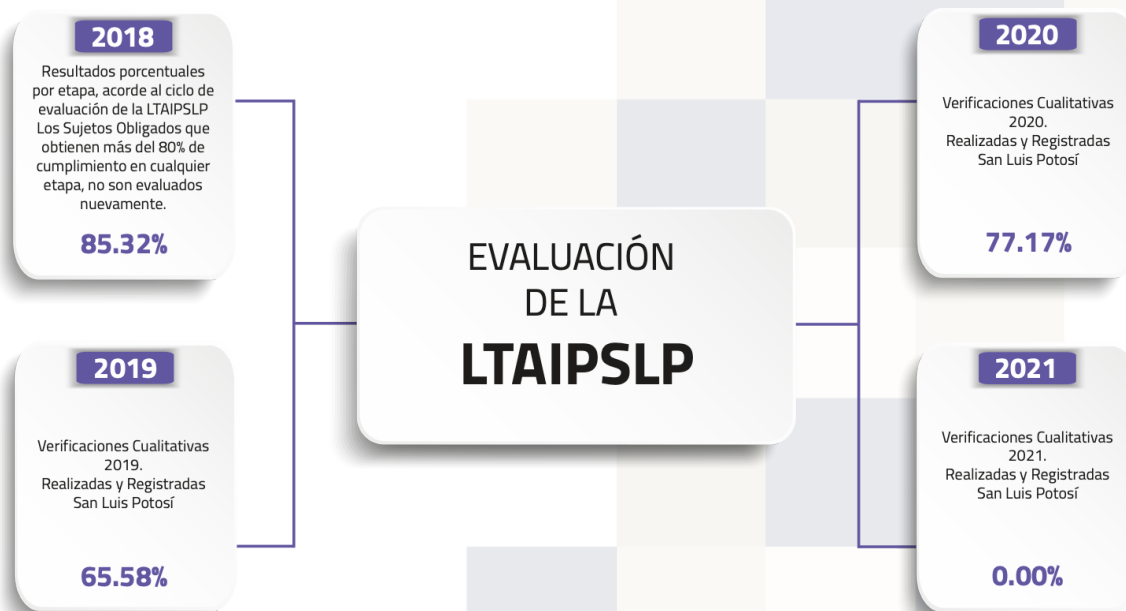 2018
Resultados porcentuales
por etapa, acorde al ciclo de
evaluación de la LTAIPSLP
Los Sujetos Obligados que
obtienen más del 80% de
cumplimiento en cualquier
etapa, no son evaluados
nuevamente.
85.32%
2019
Verificaciones Cualitativas
2019.
Realizadas y Registradas
San Luis Potosí
65.58%
EVALUACIÓN
DE LA
LTAIPSLP
2020
Verificaciones Cualitativas
2020.
Realizadas y Registradas
San Luis Potosí
77.17%
2021
Verificaciones Cualitativas
2021.
Realizadas y Registradas
San Luis Potosí
0.00%